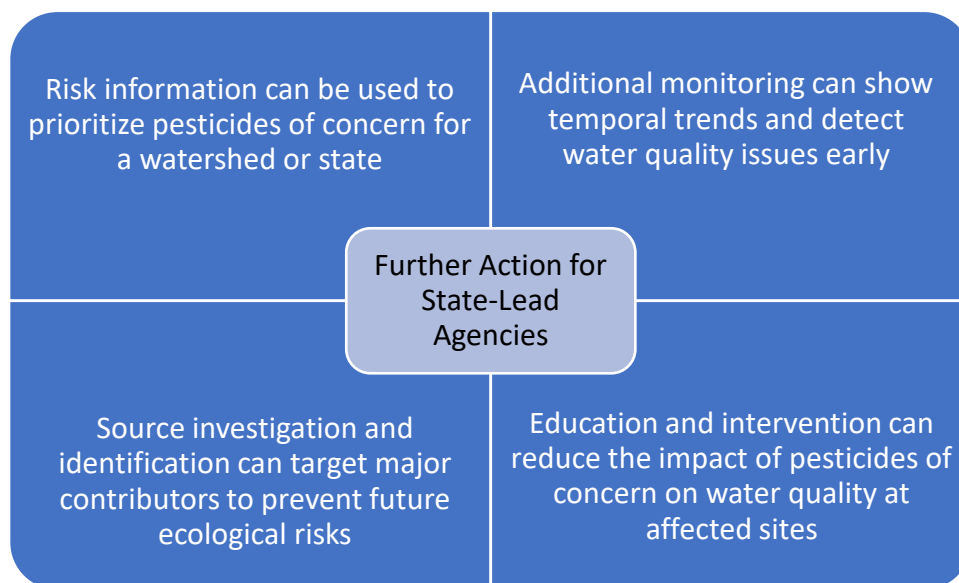 Risk information can be used to
prioritize pesticides of concern for
a watershed or state
Additional monitoring can show
temporal trends and detect
water quality issues early
Further Action for
State-Lead
Agencies
Source investigation and
identification can target major
contributors to prevent future
ecological risks
Education and intervention can
reduce the impact of pesticides of
concern on water quality at
affected sites